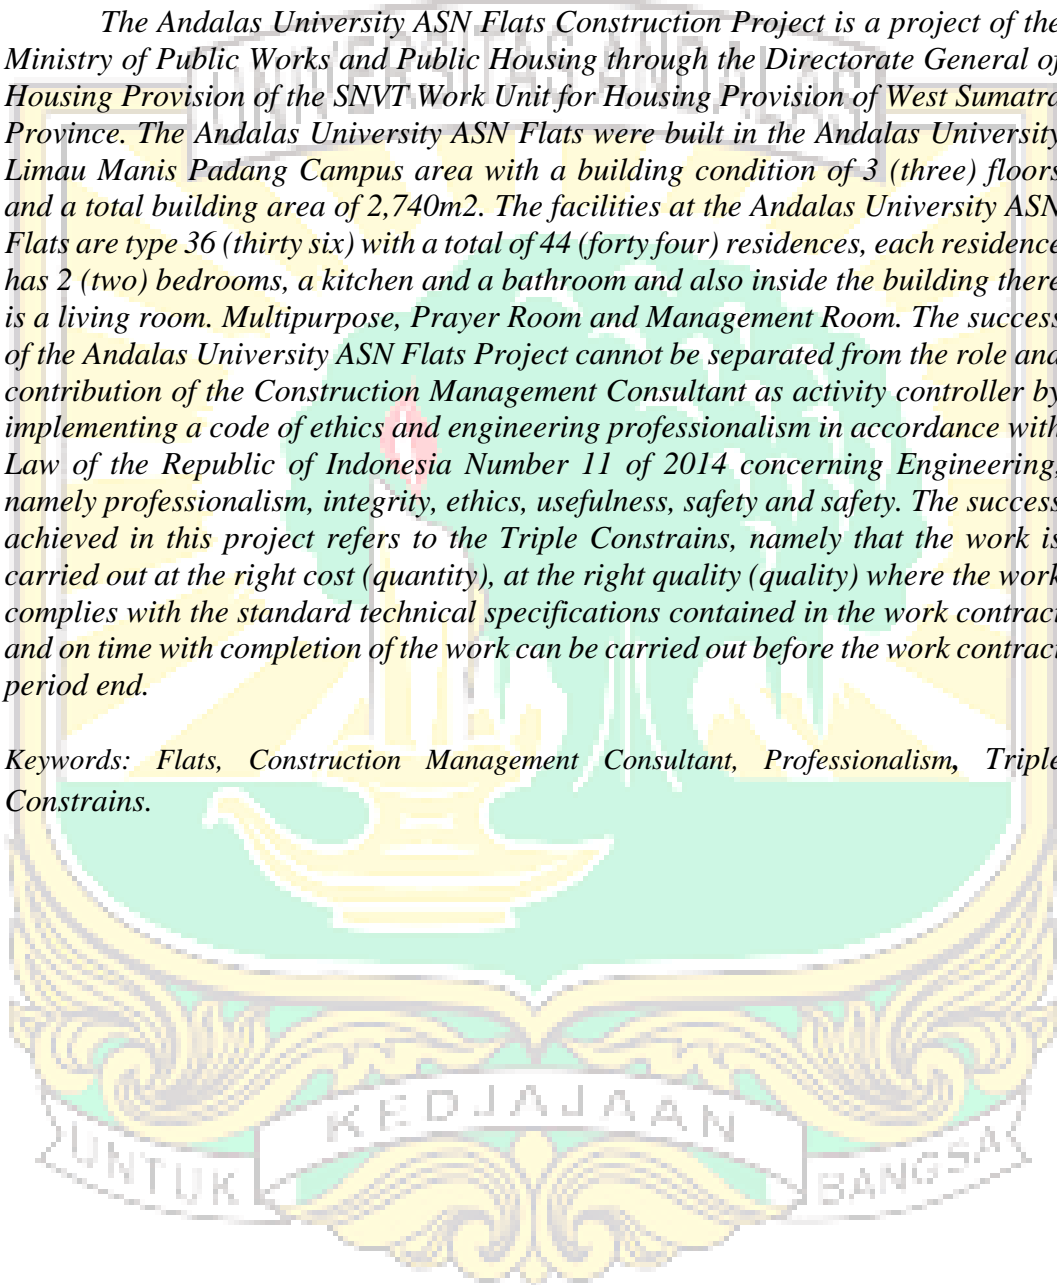 UNIVERSITAS ANDALAS
The Andalas University ASN Flats Construction Project is a project of the
Ministry of Public Works and Public Housing through the Directorate General of
Housing Provision of the SNVT Work Unit for Housing Provision of West Sumatra
Province. The Andalas University ASN Flats were built in the Andalas University
Limau Manis Padang Campus area with a building condition of 3 (three) floors
and a total building area of 2,740m2. The facilities at the Andalas University ASN
Flats are type 36 (thirty six) with a total of 44 (forty four) residences, each residence
has 2 (two) bedrooms, a kitchen and a bathroom and also inside the building there
is a living room. Multipurpose, Prayer Room and Management Room. The success
of the Andalas University ASN Flats Project cannot be separated from the role and
contribution of the Construction Management Consultant as activity controller by
implementing a code of ethics and engineering professionalism in accordance with
Law of the Republic of Indonesia Number 11 of 2014 concerning Engineering,
namely professionalism, integrity, ethics, usefulness, safety and safety. The success
achieved in this project refers to the Triple Constrains, namely that the work is
carried out at the right cost (quantity), at the right quality (quality) where the work
complies with the standard technical specifications contained in the work contract
and on time with completion of the work can be carried out before the work contract
period end.
Keywords: Flats, Construction Management Consultant, Professionalism, Triple
Constrains.
UNTUK KEDJAJAAN BANGSA